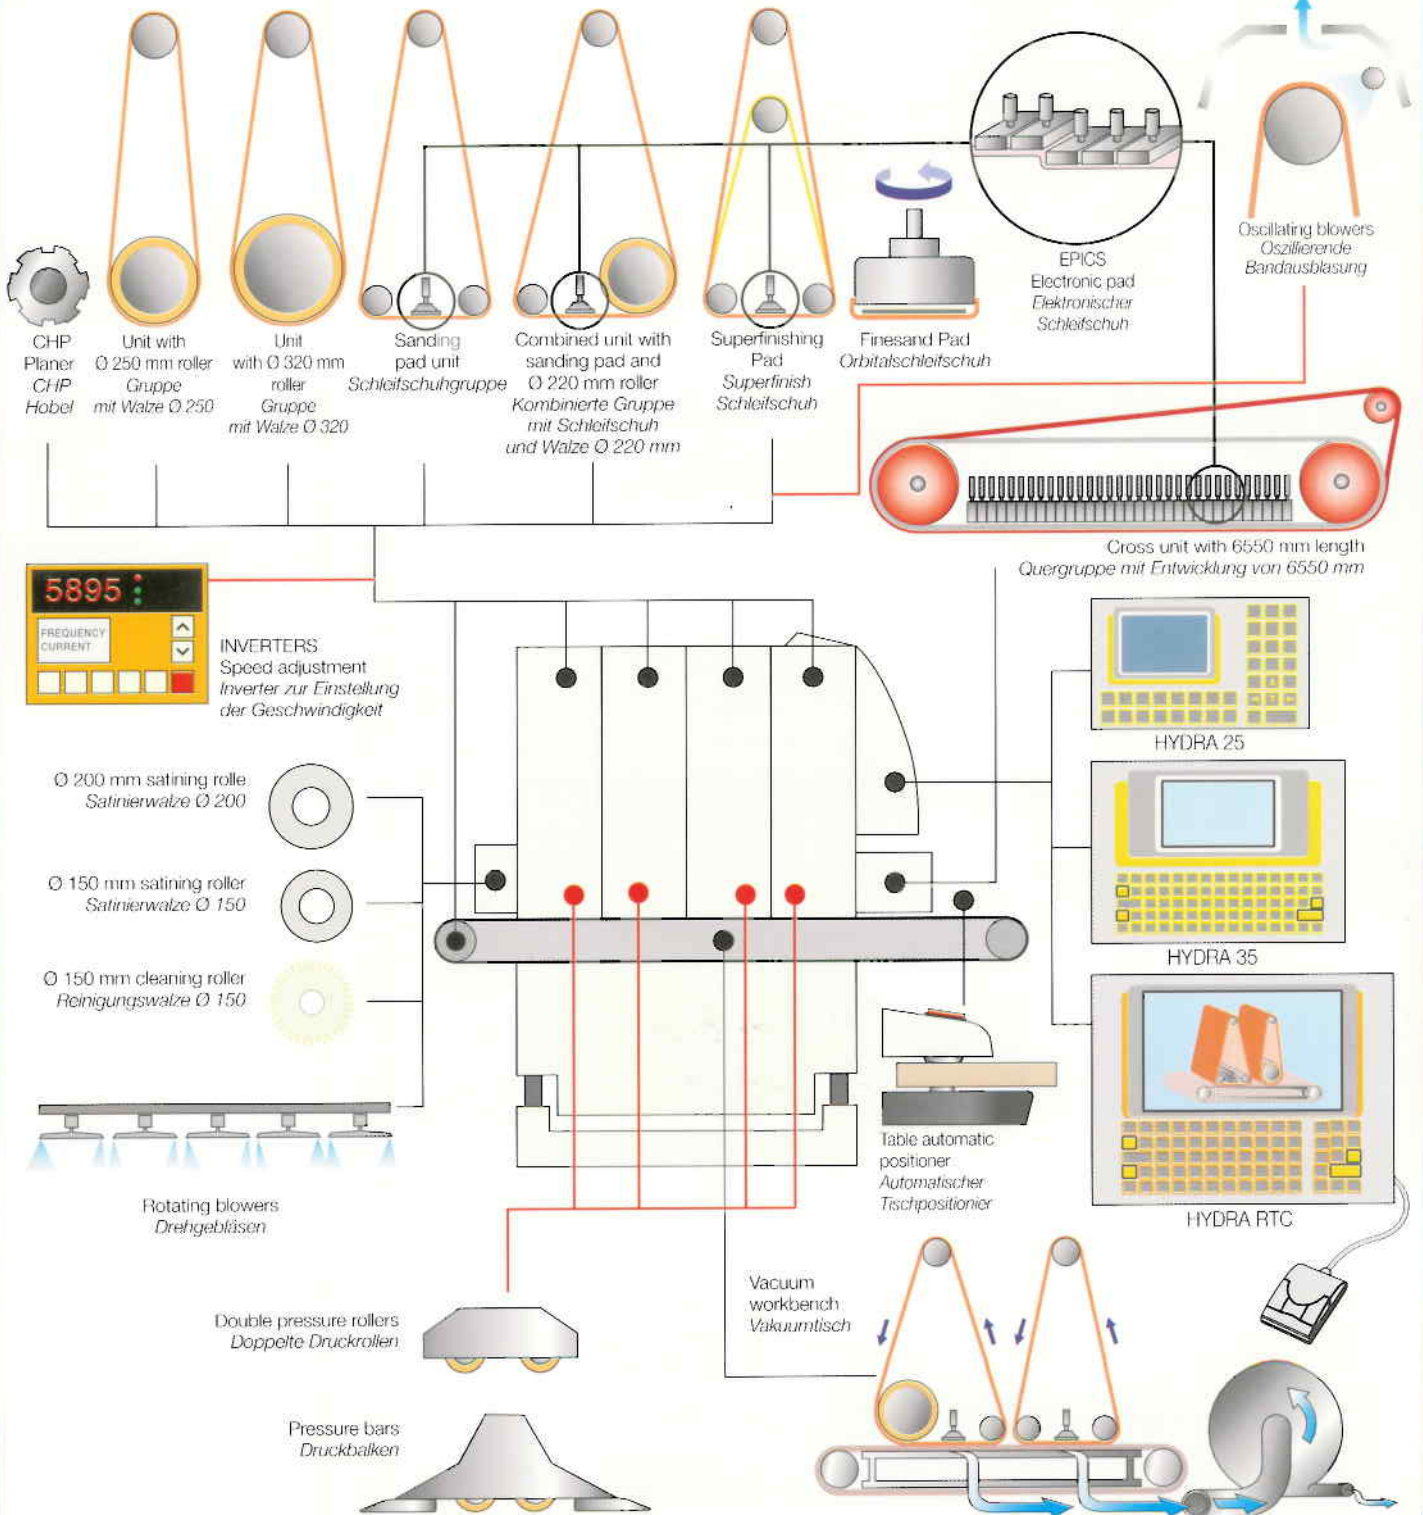 CHP
Planer
CHP
Hobel
Unit with
Ø 250 mm roller
Gruppe
mit Walze Ø 250
Unit
with Ø 320 mm
roller
Gruppe
mit Walze Ø 320
Sanding
pad unit
Schleifschuhgruppe
Combined unit with
sanding pad and
Ø 220 mm roller
Kombinierte Gruppe
mit Schleifschuh
und Walze Ø 220 mm
Superfinishing
Pad
Superfinish
Schleifschuh
Finesand Pad
Orbitalschleifschuh
EPICS
Electronic pad
Elektronischer
Schleifschuh
Oscillating blowers
Oszillierende
Bandausblasung
Cross unit with 6550 mm length
Quergruppe mit Entwicklung von 6550 mm
5895
FREQUENCY
CURRENT
INVERTERS
Speed adjustment
Inverter zur Einstellung
der Geschwindigkeit
HYDRA 25
Ø 200 mm satining rolle
Satinierwalze Ø 200
Ø 150 mm satining roller
Satinierwalze Ø 150
HYDRA 35
Ø 150 mm cleaning roller
Reinigungswalze Ø 150
Table automatic
positioner
Automatischer
Tischpositionier
Rotating blowers
Drehgebläsen
HYDRA RTC
Vacuum
workbench
Vakuumtisch
Double pressure rollers
Doppelte Druckrollen
Pressure bars
Druckbalken